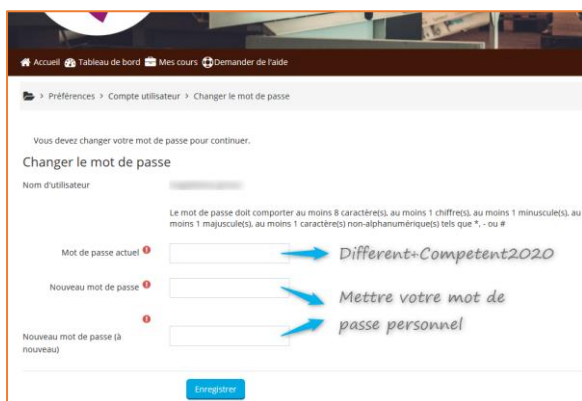 Accueil Tableau de bord Mes cours Demander de l'aide
> Préférences > Compte utilisateur > Changer le mot de passe
Vous devez changer votre mot de passe pour continuer.
Changer le mot de passe
Nom d'utilisateur
Le mot de passe doit comporter au moins 8 caractère(s), au moins 1 chiffre(s), au moins 1 minuscule(s), au
moins 1 majuscule(s), au moins 1 caractère(s) non-alphanumérique(s) tels que *, - ou #
Mot de passe actuel
Different+Competent2020
Nouveau mot de passe
Mettre votre mot de
passe personnel
Nouveau mot de passe (à
nouveau)
Enregistrer